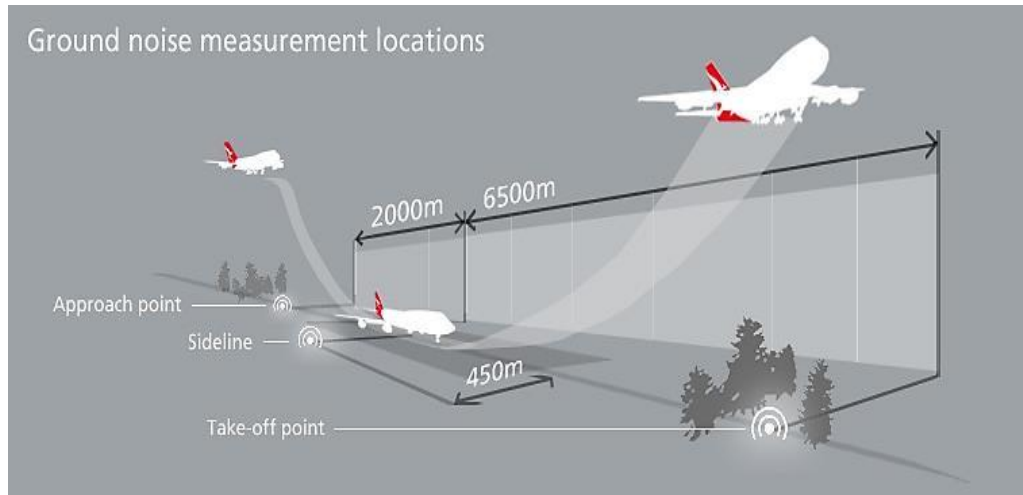 Ground noise measurement locations
2000m
6500m
Approach point
Sideline
450m
Take-off point